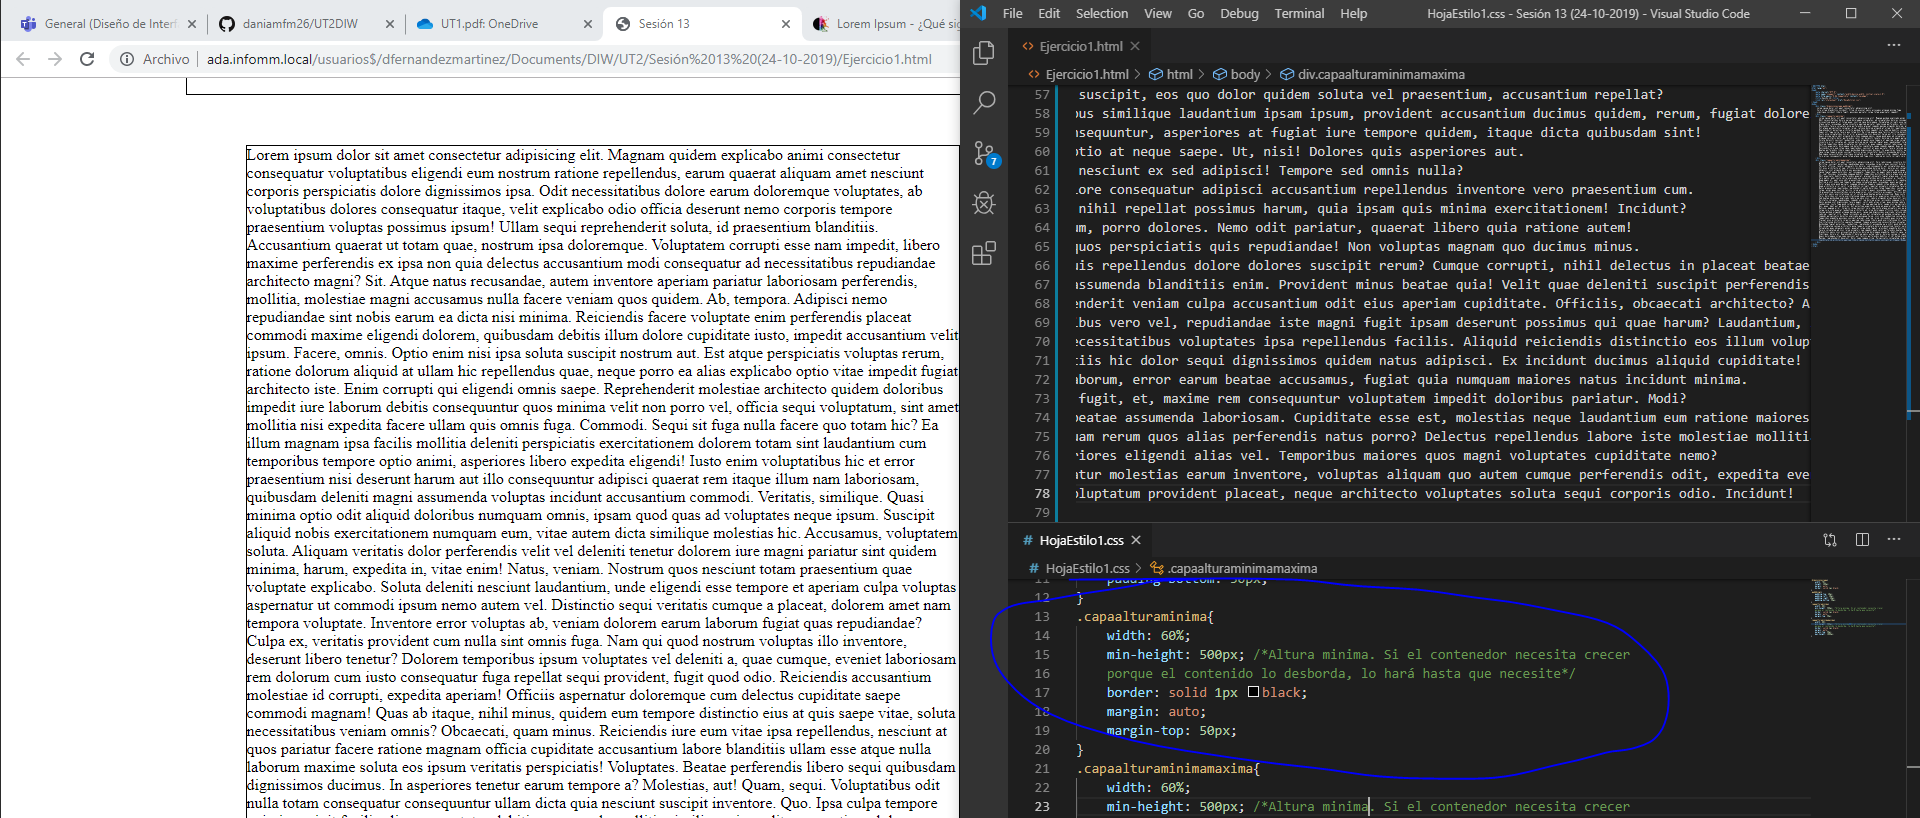 General (Diseño de Interf
daniamfm26/UT2DIW
UT1.pdf: OneDrive
Sesión 13
Lorem Ipsum - ¿Qué sig
Archivo
ada.infomm.local/usuarios$/dfernandezmartinez/Documents/DIW/UT2/Sesión%2013%20(24-10-2019)/Ejercicio1.html
Lorem ipsum dolor sit amet consectetur adipisicing elit. Magnam quidem explicabo animi consectetur
consequatur voluptatibus eligendi eum nostrum ratione repellendus, earum quaerat aliquam amet nesciunt
corporis perspiciatis dolore dignissimos ipsa. Odit necessitatibus dolore earum doloremque voluptates, ab
voluptatibus dolores consequatur itaque, velit explicabo odio officia deserunt nemo corporis tempore
praesentium voluptas possimus ipsum! Ullam sequi reprehenderit soluta, id praesentium blanditiis.
Accusantium quaerat ut totam quae, nostrum ipsa doloremque. Voluptatem corrupti esse nam impedit, libero
maxime perferendis ex ipsa non quia delectus accusantium modi consequatur ad necessitatibus repudiandae
architecto magni? Sit. Atque natus recusandae, autem inventore aperiam pariatur laboriosam perferendis,
mollitia, molestiae magni accusamus nulla facere veniam quos quidem. Ab, tempora. Adipisci nemo
repudiandae sint nobis earum ea dicta nisi minima. Reiciendis facere voluptate enim perferendis placeat
commodi maxime eligendi dolorem, quibusdam debitis illum dolore cupiditate iusto, impedit accusantium velit
ipsum. Facere, omnis. Optio enim nisi ipsa soluta suscipit nostrum aut. Est atque perspiciatis voluptas rerum,
ratione dolorum aliquid at ullam hic repellendus quae, neque porro ea alias explicabo optio vitae impedit fugiat
architecto iste. Enim corrupti qui eligendi omnis saepe. Reprehenderit molestiae architecto quidem doloribus
impedit iure laborum debitis consequuntur quos minima velit non porro vel, officia sequi voluptatum, sint amet
mollitia nisi expedita facere ullam quis omnis fuga. Commodi. Sequi sit fuga nulla facere quo totam hic? Ea
illum magnam ipsa facilis mollitia deleniti perspiciatis exercitationem dolorem totam sint laudantium cum
temporibus tempore optio animi, asperiores libero expedita eligendi! Iusto enim voluptatibus hic et error
praesentium nisi deserunt harum aut illo consequuntur adipisci quaerat rem itaque illum nam laboriosam,
quibusdam deleniti magni assumenda voluptas incidunt accusantium commodi. Veritatis, similique. Quasi
minima optio odit aliquid doloribus numquam omnis, ipsam quod quas ad voluptates neque ipsum. Suscipit
aliquid nobis exercitationem numquam eum, vitae autem dicta similique molestias hic. Accusamus, voluptatem
soluta. Aliquam veritatis dolor perferendis velit vel deleniti tenetur dolorem iure magni pariatur sint quidem
minima, harum, expedita in, vitae enim! Natus, veniam. Nostrum quos nesciunt totam praesentium quae
voluptate explicabo. Soluta deleniti nesciunt laudantium, unde eligendi esse tempore et aperiam culpa voluptas
aspernatur ut commodi ipsum nemo autem vel. Distinctio sequi veritatis cumque a placeat, dolorem amet nam
tempora voluptate. Inventore error voluptas ab, veniam dolorem earum laborum fugiat quas repudiandae?
Culpa ex, veritatis provident cum nulla sint omnis fuga. Nam qui quod nostrum voluptas illo inventore,
deserunt libero tenetur? Dolorem temporibus ipsum voluptates vel deleniti a, quae cumque, eveniet laboriosam
rem dolorum cum iusto consequatur fuga repellat sequi provident, fugit quod odio. Reiciendis accusantium
molestiae id corrupti, expedita aperiam! Officiis aspernatur doloremque cum delectus cupiditate saepe
commodi magnam! Quas ab itaque, nihil minus, quidem eum tempore distinctio eius at quis saepe vitae, soluta
necessitatibus veniam omnis? Obcaecati, quam minus. Reiciendis iure eum vitae ipsa repellendus, nesciunt at
quos pariatur facere ratione magnam officia cupiditate accusantium labore blanditiis ullam esse atque nulla
laborum maxime soluta eos ipsum veritatis perspiciatis! Voluptates. Beatae perferendis libero sequi quibusdam
dignissimos ducimus. In asperiores tenetur earum tempore a? Molestias, aut! Quam, sequi. Voluptatibus odit
nulla totam consequatur consequuntur ullam dicta quia nesciunt suscipit inventore. Quo. Ipsa culpa tempore
File Edit Selection View Go Debug Terminal Help
HojaEstilo1.css - Sesión 13 (24-10-2019) - Visual Studio Code
7
Ejercicio1.html
Ejercicio1.html > html > body > div.capaalturaminimamaxima
57 suscipit, eos quo dolor quidem soluta vel praesentium, accusantium repellat?
58 bus similique laudantium ipsam ipsum, provident accusantium ducimus quidem, rerum, fugiat dolore
59 nsequuntur, asperiores at fugiat iure tempore quidem, itaque dicta quibusdam sint!
60 ptio at neque saepe. Ut, nisi! Dolores quis asperiores aut.
61 nesciunt ex sed adipisci! Tempore sed omnis nulla?
62 lore consequatur adipisci accusantium repellendus inventore vero praesentium cum.
63 nihil repellat possimus harum, quia ipsam quis minima exercitationem! Incidunt?
64 um, porro dolores. Nemo odit pariatur, quaerat libero quia ratione autem!
65 quos perspiciatis quis repudiandae! Non voluptas magnam quo ducimus minus.
66 uis repellendus dolore dolores suscipit rerum? Cumque corrupti, nihil delectus in placeat beatae
67 assumenda blanditiis enim. Provident minus beatae quia! Velit quae deleniti suscipit perferendis
68 enderit veniam culpa accusantium odit eius aperiam cupiditate. Officiis, obcaecati architecto? A
69 ibus vero vel, repudiandae iste magni fugit ipsam deserunt possimus qui quae harum? Laudantium,
70 ecessitatibus voluptates ipsa repellendus facilis. Aliquid reiciendis distinctio eos illum volup
71 tiis hic dolor sequi dignissimos quidem natus adipisci. Ex incidunt ducimus aliquid cupiditate!
72 aborum, error earum beatae accusamus, fugiat quia numquam maiores natus incidunt minima.
73 fugit, et, maxime rem consequuntur voluptatem impedit doloribus pariatur. Modi?
74 beatae assumenda laboriosam. Cupiditate esse est, molestias neque laudantium eum ratione maiores
75 uam rerum quos alias perferendis natus porro? Delectus repellendus labore iste molestiae molliti
76 riores eligendi alias vel. Temporibus maiores quos magni voluptates cupiditate nemo?
77 ntur molestias earum inventore, voluptas aliquam quo autem cumque perferendis odit, expedita eve
78 oluptatum provident placeat, neque architecto voluptates soluta sequi corporis odio. Incidunt!
79
# HojaEstilo1.css
# HojaEstilo1.css > .capaalturaminimamaxima
11 padding-bottom: 50px;
12 }
13 .capaalturaminima{
14 width: 60%;
15 min-height: 500px; /*Altura minima. Si el contenedor necesita crecer
16 porque el contenido lo desborda, lo hará hasta que necesite*/
17 border: solid 1px black;
18 margin: auto;
19 margin-top: 50px;
20 }
21 .capaalturaminimamaxima{
22 width: 60%;
23 min-height: 500px; /*Altura minima. Si el contenedor necesita crecer